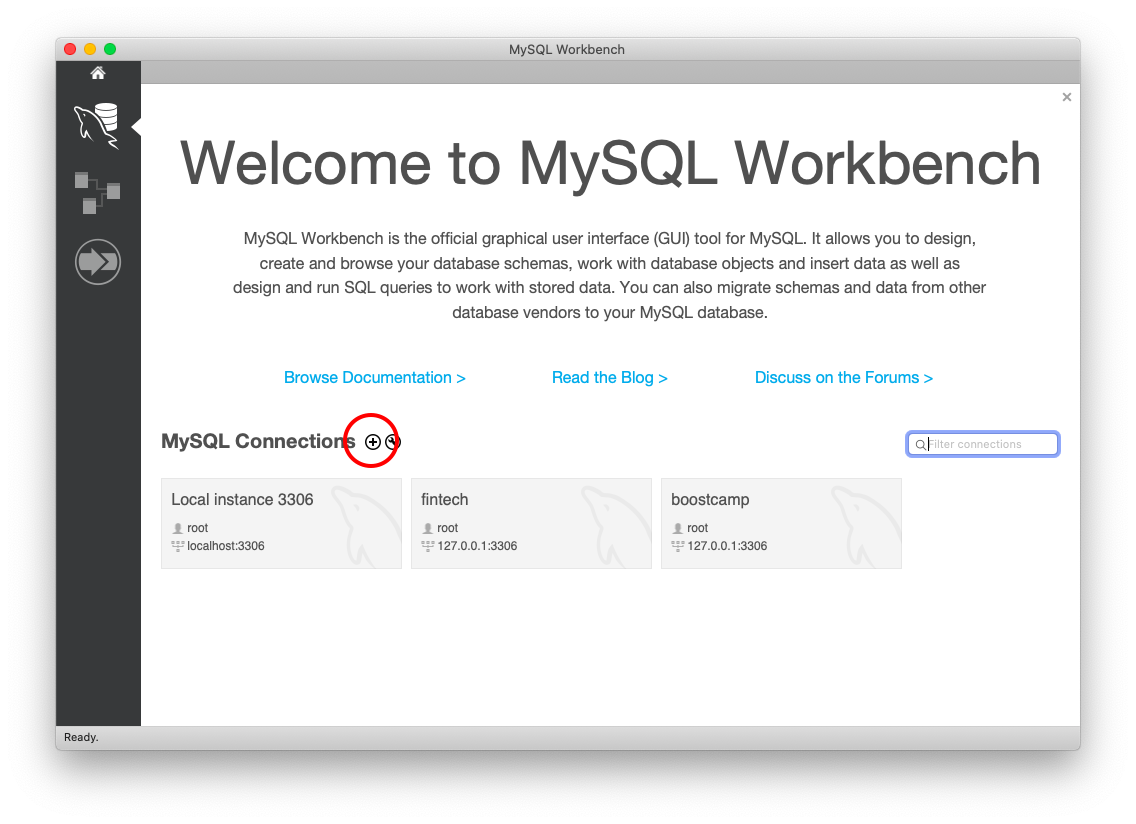 MySQL Workbench
Welcome to MySQL Workbench
MySQL Workbench is the official graphical user interface (GUI) tool for MySQL. It allows you to design,
create and browse your database schemas, work with database objects and insert data as well as
design and run SQL queries to work with stored data. You can also migrate schemas and data from other
database vendors to your MySQL database.
Browse Documentation > Read the Blog > Discuss on the Forums >
MySQL Connections
Filter connections
Local instance 3306
root
localhost:3306
fintech
root
127.0.0.1:3306
boostcamp
root
127.0.0.1:3306
Ready.